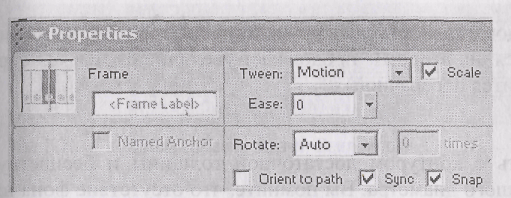 Properties
Frame Tween: Motion Scale
<Frame Label> Ease: 0
Named Anchor Rotate: Auto 0 times
Orient to path Sync Snap